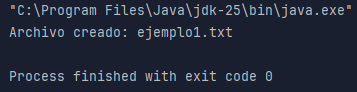 "C:\Program Files\Java\jdk-25\bin\java.exe"
Archivo creado: ejemplo1.txt

Process finished with exit code 0